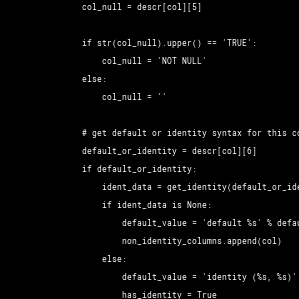 col_null = descr[col][5]
if str(col_null).upper() == 'TRUE':
col_null = 'NOT NULL'
else:
col_null = ''
# get default or identity syntax for this co
default_or_identity = descr[col][6]
if default_or_identity:
ident_data = get_identity(default_or_ide
if ident_data is None:
default_value = 'default %s' % defau
non_identity_columns.append(col)
else:
default_value = 'identity (%s, %s)'
has_identity = True